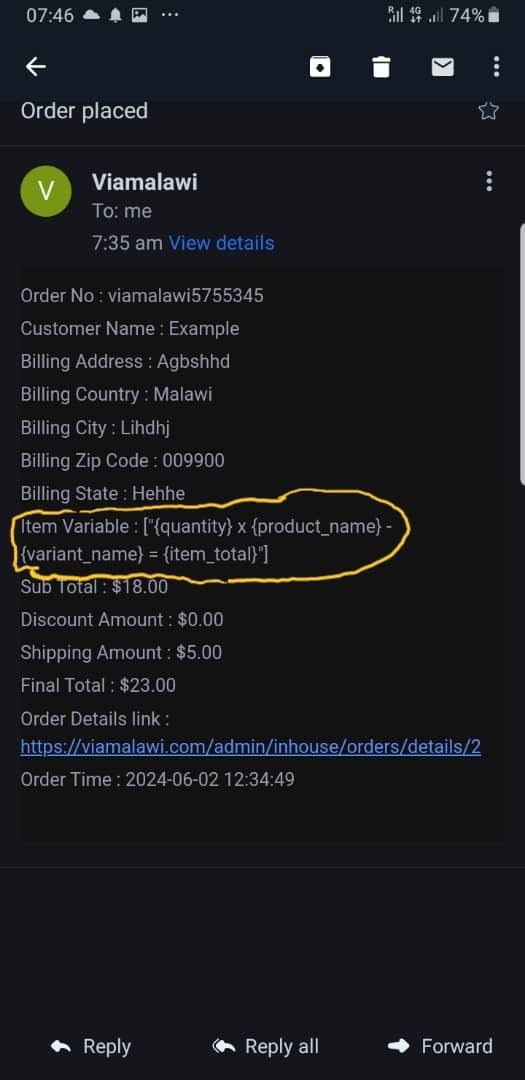 07:46 ... R 4G 74%
Order placed
V Viamalawi
To: me
7:35 am View details
Order No : viamalawi5755345
Customer Name : Example
Billing Address : Agbshhd
Billing Country : Malawi
Billing City : Lihdhj
Billing Zip Code : 009900
Billing State : Hehhe
Item Variable : ["{quantity} x {product_name} -
{variant_name} = {item_total}"]
Sub Total : $18.00
Discount Amount : $0.00
Shipping Amount : $5.00
Final Total : $23.00
Order Details link :
https://viamalawi.com/admin/inhouse/orders/details/2
Order Time : 2024-06-02 12:34:49
Reply Reply all Forward